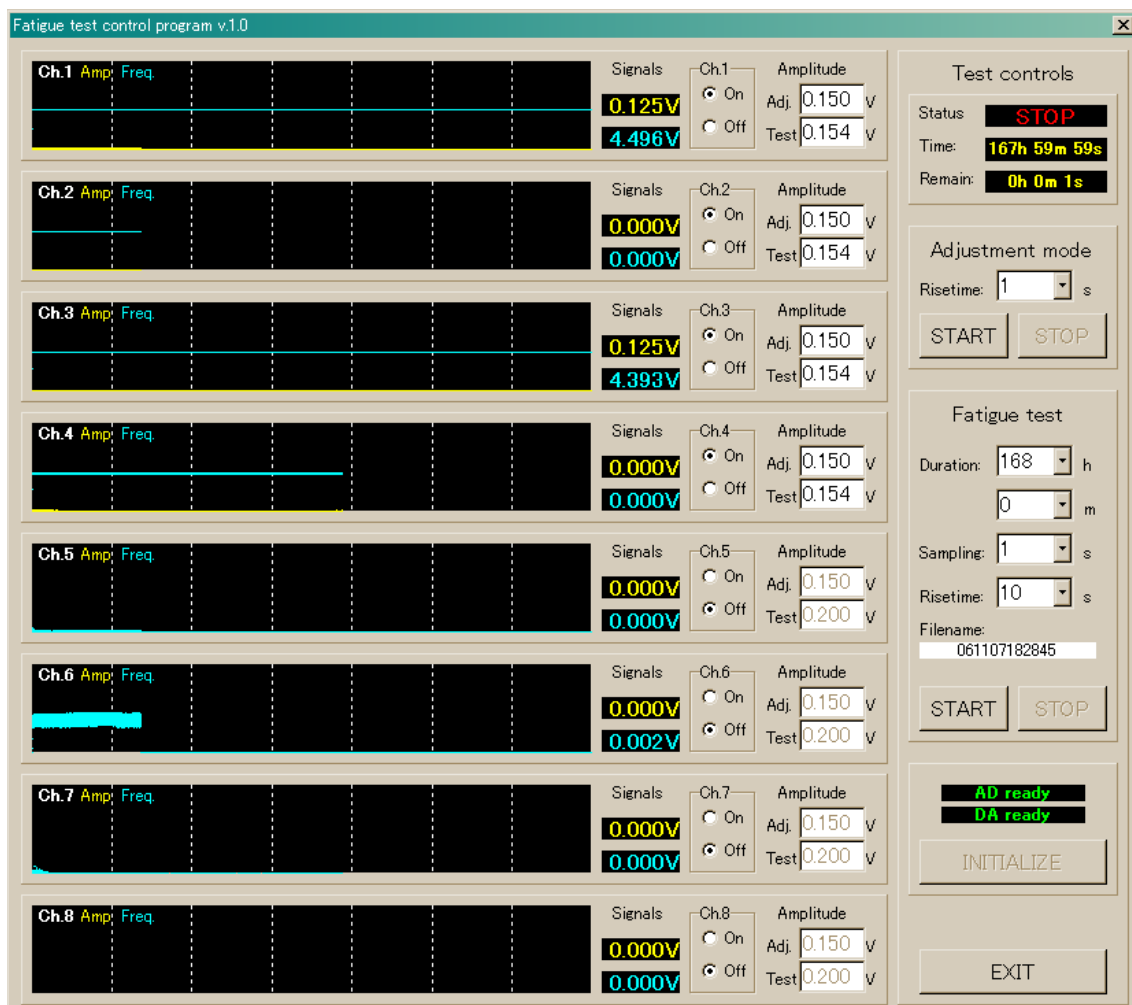 Fatigue test control program v.1.0
Ch.1 Amp. Freq.
Signals
0.125V
4.496V
Ch.1
On
Off
Amplitude
Adj. 0.150 V
Test 0.154 V
Ch.2 Amp. Freq.
Signals
0.000V
0.000V
Ch.2
On
Off
Amplitude
Adj. 0.150 V
Test 0.154 V
Ch.3 Amp. Freq.
Signals
0.125V
4.393V
Ch.3
On
Off
Amplitude
Adj. 0.150 V
Test 0.154 V
Ch.4 Amp. Freq.
Signals
0.000V
0.000V
Ch.4
On
Off
Amplitude
Adj. 0.150 V
Test 0.154 V
Ch.5 Amp. Freq.
Signals
0.000V
0.000V
Ch.5
On
Off
Amplitude
Adj. 0.150 V
Test 0.200 V
Ch.6 Amp. Freq.
Signals
0.000V
0.002V
Ch.6
On
Off
Amplitude
Adj. 0.150 V
Test 0.200 V
Ch.7 Amp. Freq.
Signals
0.000V
0.000V
Ch.7
On
Off
Amplitude
Adj. 0.150 V
Test 0.200 V
Ch.8 Amp. Freq.
Signals
0.000V
0.000V
Ch.8
On
Off
Amplitude
Adj. 0.150 V
Test 0.200 V
Test controls
Status STOP
Time: 167h 59m 59s
Remain: 0h 0m 1s
Adjustment mode
Risetime: 1 s
START STOP
Fatigue test
Duration: 168 h
0 m
Sampling: 1 s
Risetime: 10 s
Filename:
061107182845
START STOP
AD ready
DA ready
INITIALIZE
EXIT